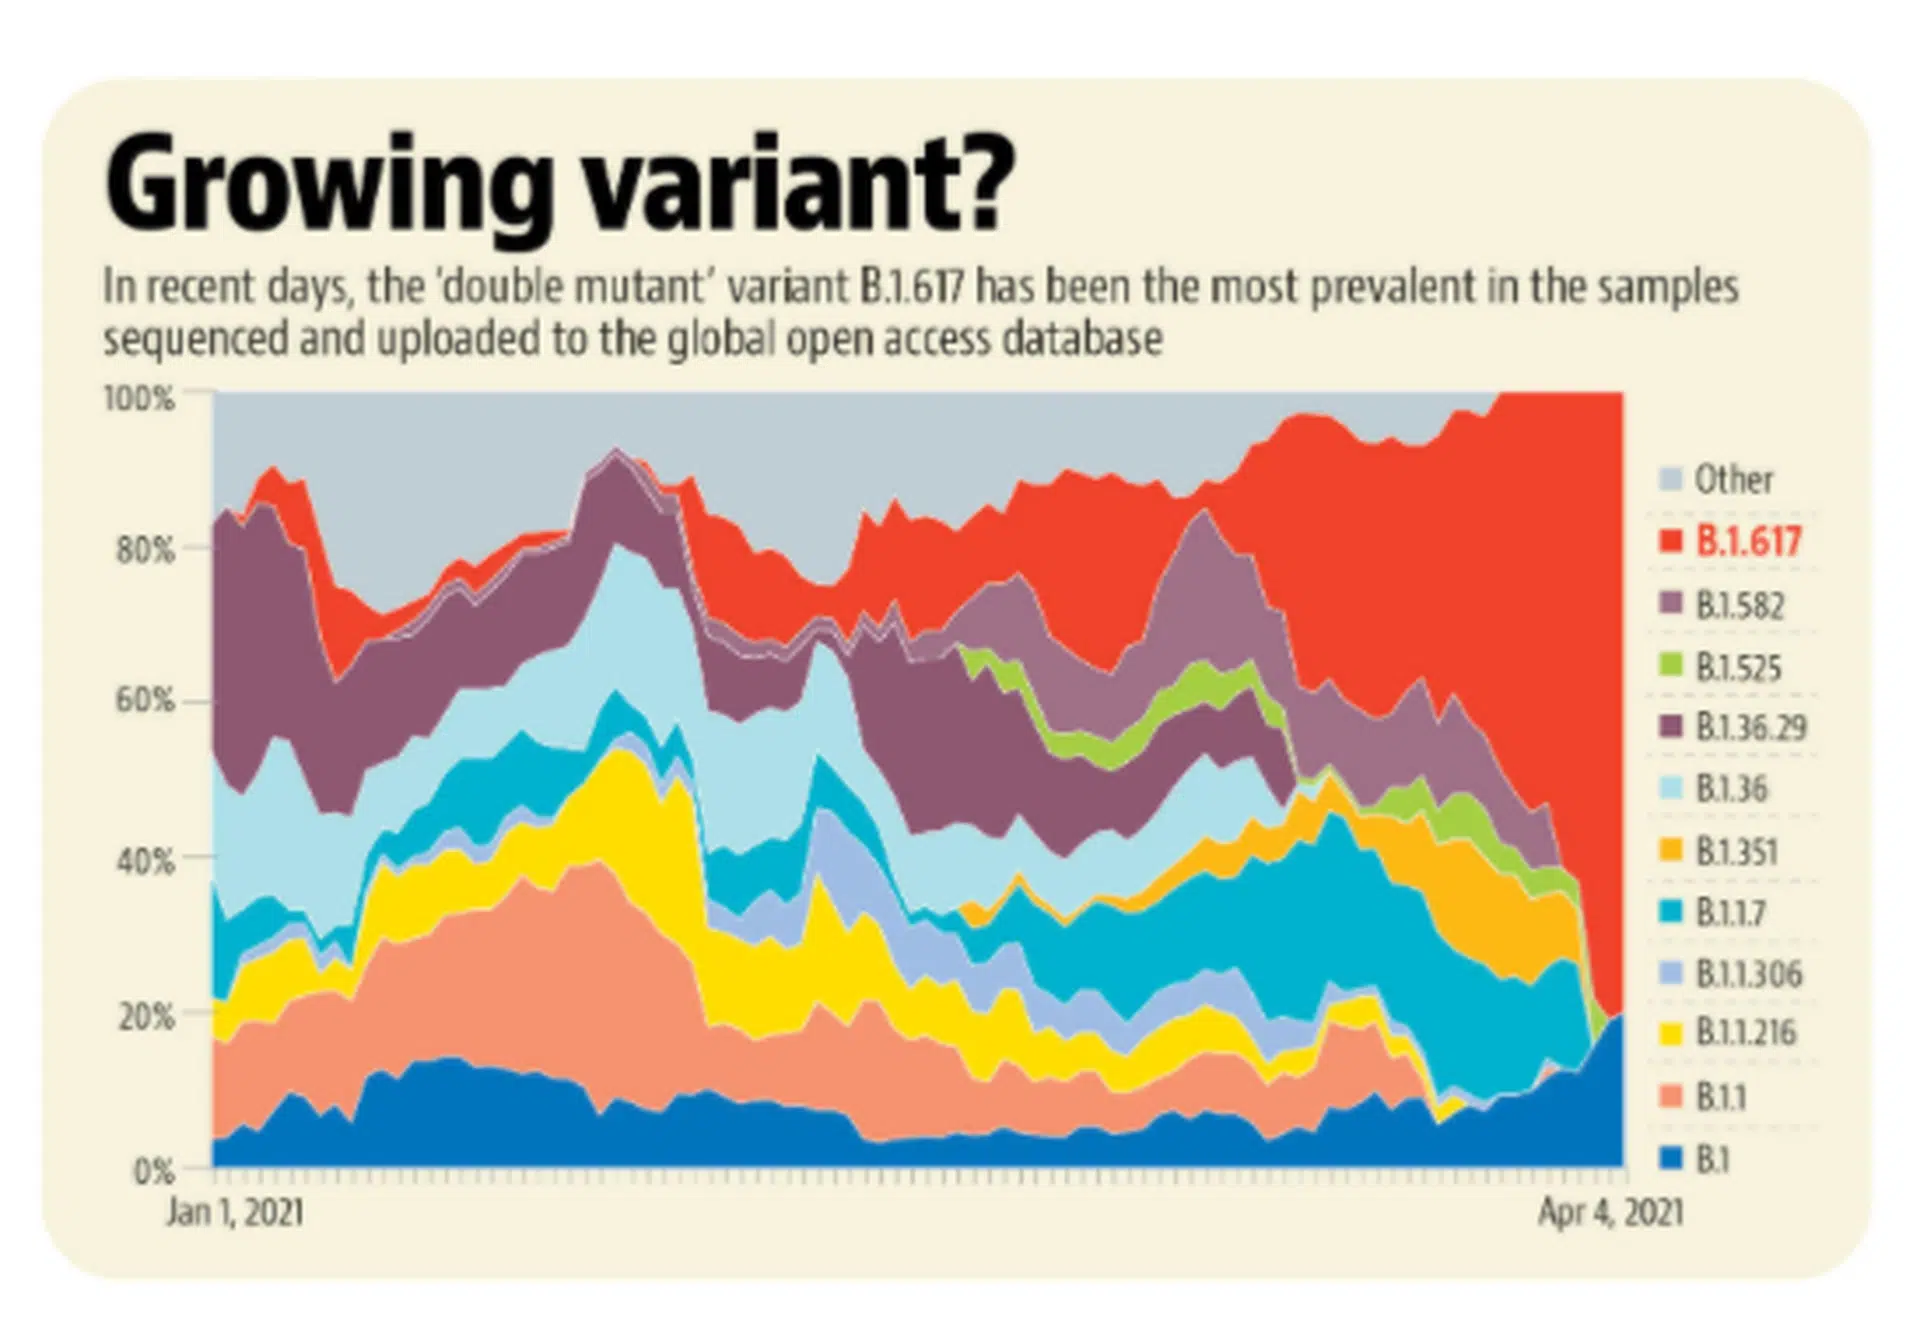 Growing variant?
In recent days, the 'double mutant' variant B.1.617 has been the most prevalent in the samples
sequenced and uploaded to the global open access database
100%
80%
60%
40%
20%
0%
Jan 1, 2021
Apr 4, 2021
Other
B.1.617
B.1.582
B.1.525
B.1.36.29
B.1.36
B.1.351
B.1.1.7
B.1.1.306
B.1.1.216
B.1.1
B.1